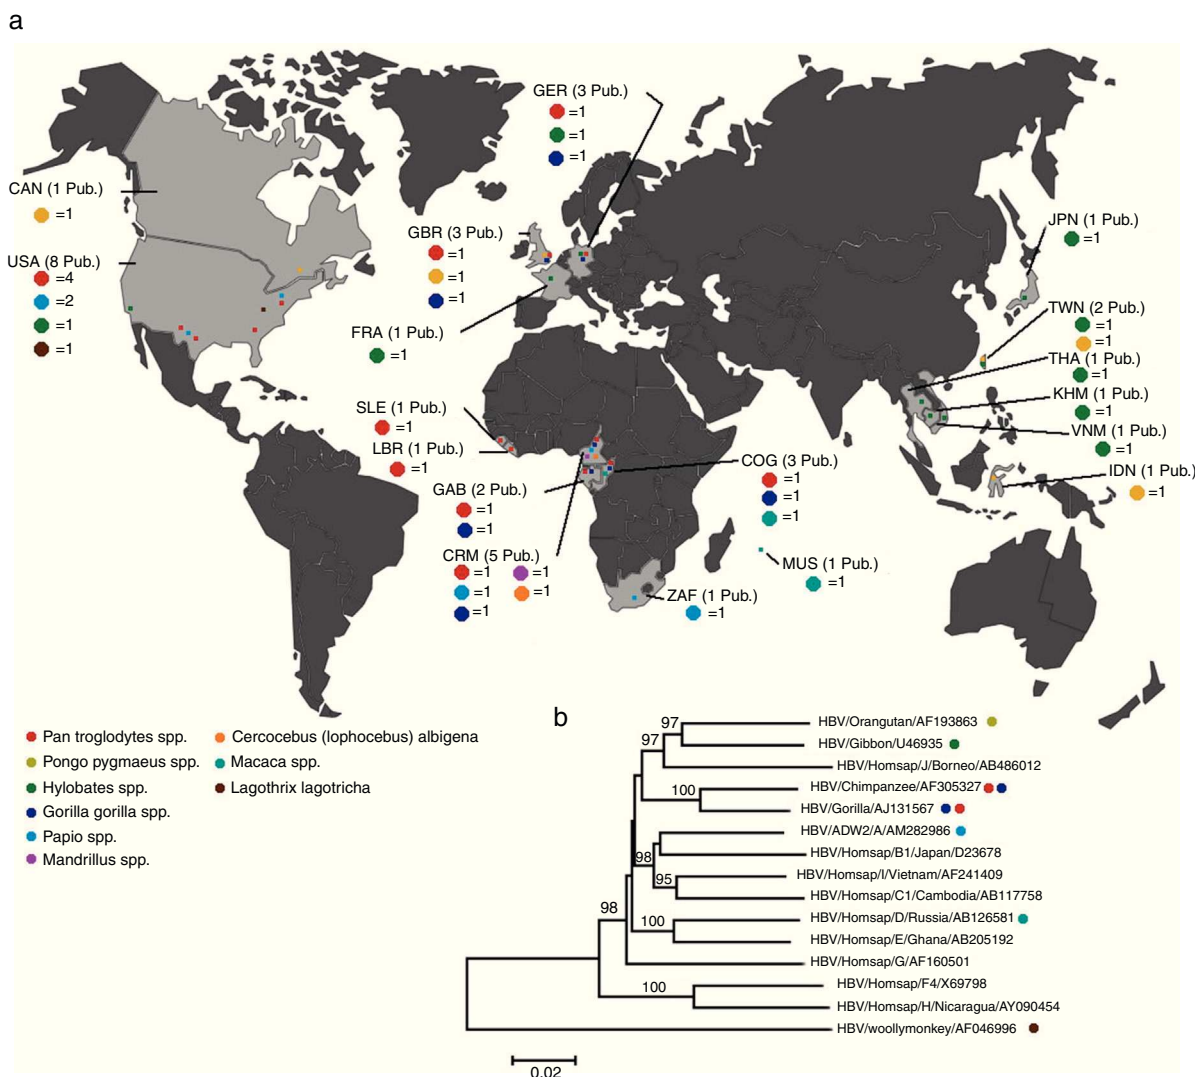 a
GER (3 Pub.)
=1
=1
=1
CAN (1 Pub.)
=1
USA (8 Pub.)
=4
=2
=1
=1
GBR (3 Pub.)
=1
=1
=1
FRA (1 Pub.)
=1
SLE (1 Pub.)
=1
LBR (1 Pub.)
=1
GAB (2 Pub.)
=1
=1
CRM (5 Pub.)
=1 =1
=1 =1
=1
COG (3 Pub.)
=1
=1
=1
MUS (1 Pub.)
=1
ZAF (1 Pub.)
=1
JPN (1 Pub.)
=1
TWN (2 Pub.)
=1
=1
THA (1 Pub.)
=1
KHM (1 Pub.)
=1
VNM (1 Pub.)
=1
IDN (1 Pub.)
=1
Pan troglodytes spp.
Pongo pygmaeus spp.
Hylobates spp.
Gorilla gorilla spp.
Papio spp.
Mandrillus spp.
Cercocebus (lophocebus) albigena
Macaca spp.
Lagothrix lagotricha
b
97
HBV/Orangutan/AF193863
97
HBV/Gibbon/U46935
HBV/Homsap/J/Borneo/AB486012
100
HBV/Chimpanzee/AF305327
HBV/Gorilla/AJ131567
HBV/ADW2/A/AM282986
98
HBV/Homsap/B1/Japan/D23678
95
HBV/Homsap/I/Vietnam/AF241409
HBV/Homsap/C1/Cambodia/AB117758
98
100
HBV/Homsap/D/Russia/AB126581
HBV/Homsap/E/Ghana/AB205192
HBV/Homsap/G/AF160501
100
HBV/Homsap/F4/X69798
HBV/Homsap/H/Nicaragua/AY090454
HBV/woollymonkey/AF046996
0.02